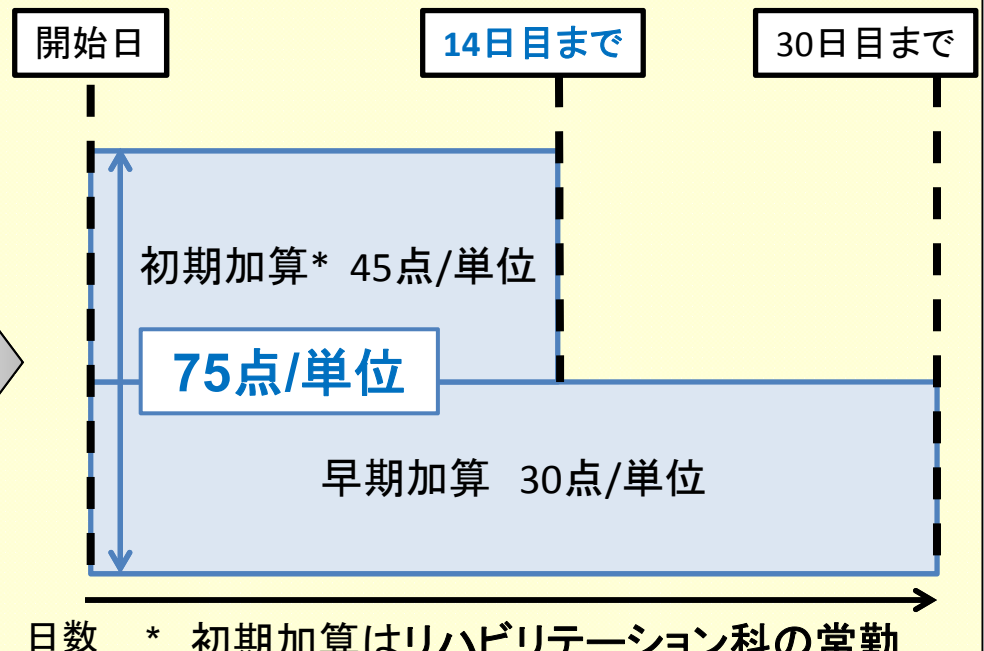 開始日
14日目まで
30日目まで
初期加算* 45点/単位
75点/単位
早期加算 30点/単位
日数 * 初期加算はリハビリテーション科の常勤